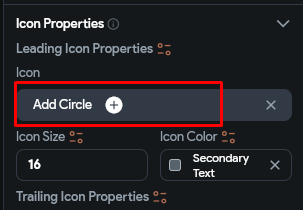 Icon Properties
Leading Icon Properties
Icon
Add Circle
Icon Size Icon Color
16 Secondary
Text
Trailing Icon Properties